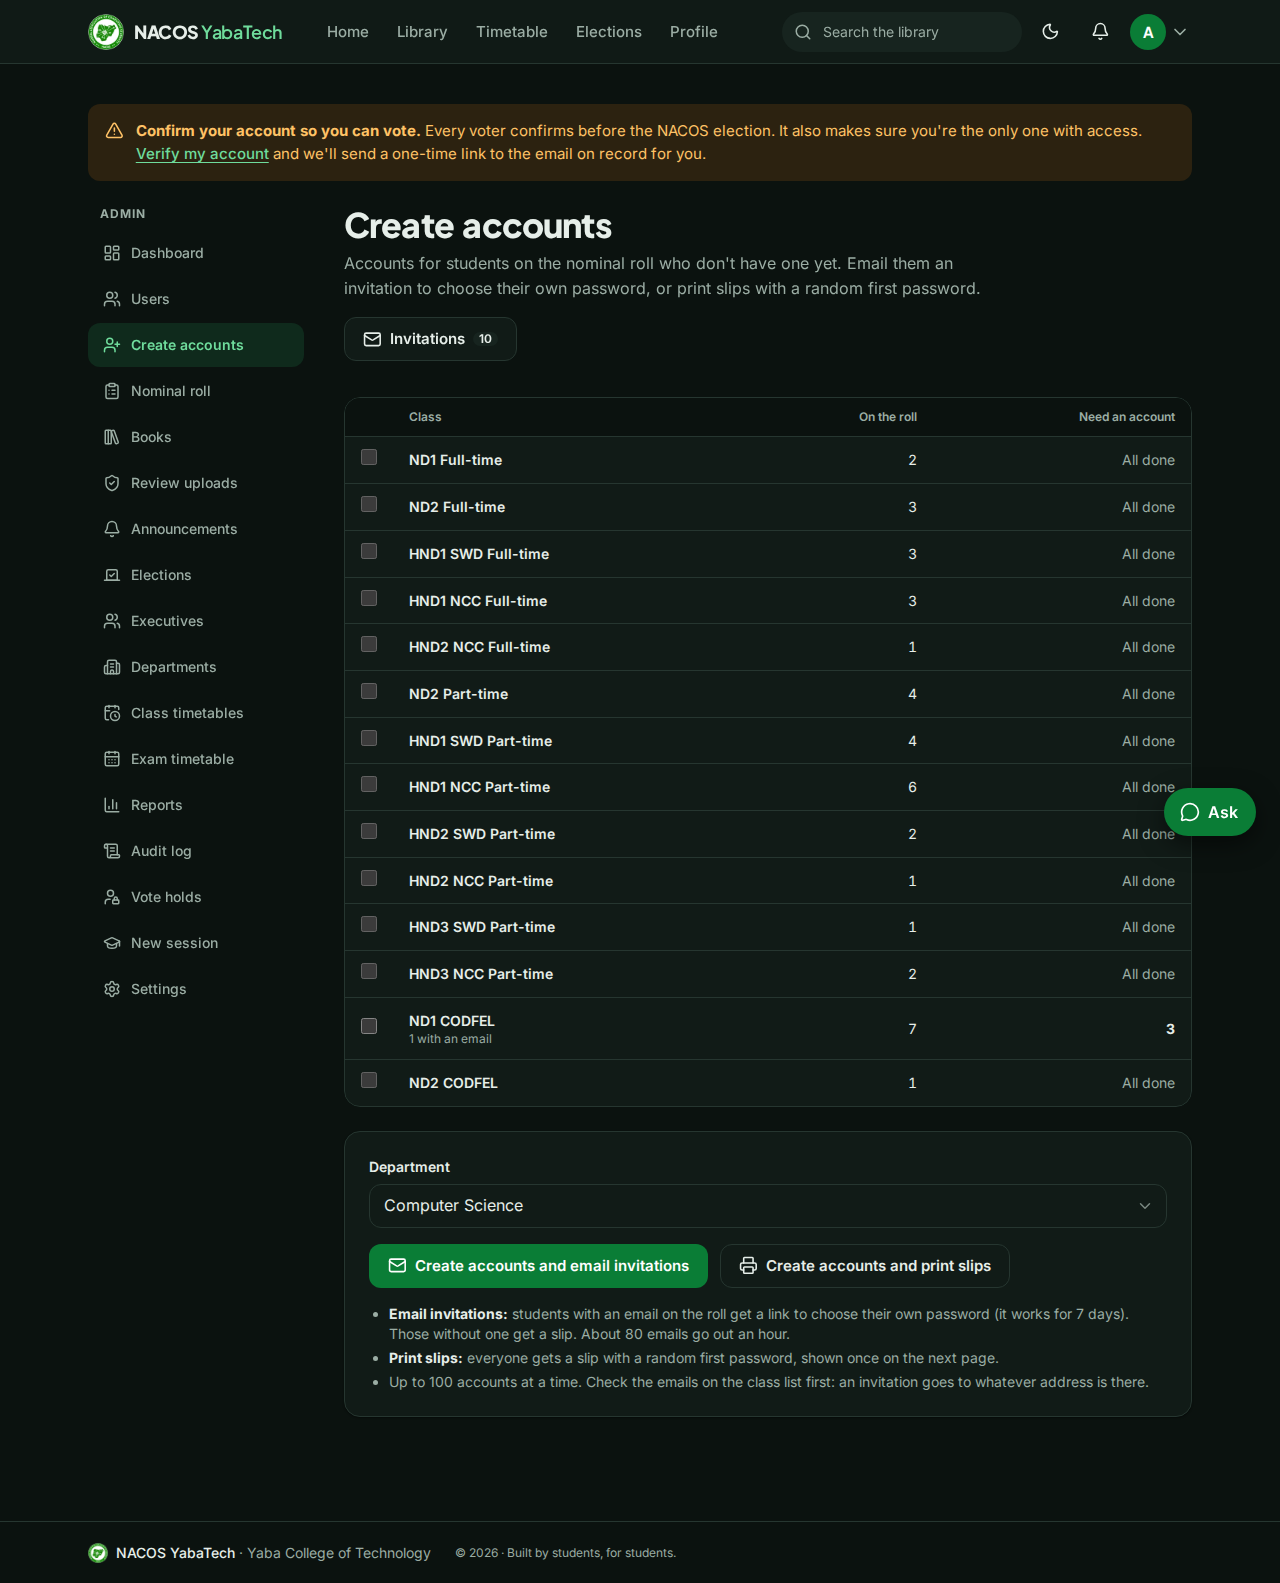 NACOS YabaTech
Home
Library
Timetable
Elections
Profile
Search the library
A
Confirm your account so you can vote. Every voter confirms before the NACOS election. It also makes sure you're the only one with access.
Verify my account and we'll send a one-time link to the email on record for you.
ADMIN
Dashboard
Users
Create accounts
Nominal roll
Books
Review uploads
Announcements
Elections
Executives
Departments
Class timetables
Exam timetable
Reports
Audit log
Vote holds
New session
Settings
Create accounts
Accounts for students on the nominal roll who don't have one yet. Email them an
invitation to choose their own password, or print slips with a random first password.
Invitations 10
Class On the roll Need an account
ND1 Full-time 2 All done
ND2 Full-time 3 All done
HND1 SWD Full-time 3 All done
HND1 NCC Full-time 3 All done
HND2 NCC Full-time 1 All done
ND2 Part-time 4 All done
HND1 SWD Part-time 4 All done
HND1 NCC Part-time 6 All done
HND2 SWD Part-time 2 All done
HND2 NCC Part-time 1 All done
HND3 SWD Part-time 1 All done
HND3 NCC Part-time 2 All done
ND1 CODFEL 7 3
1 with an email
ND2 CODFEL 1 All done
Ask
Department
Computer Science
Create accounts and email invitations
Create accounts and print slips
• Email invitations: students with an email on the roll get a link to choose their own password (it works for 7 days).
Those without one get a slip. About 80 emails go out an hour.
• Print slips: everyone gets a slip with a random first password, shown once on the next page.
• Up to 100 accounts at a time. Check the emails on the class list first: an invitation goes to whatever address is there.
NACOS YabaTech · Yaba College of Technology
© 2026 · Built by students, for students.